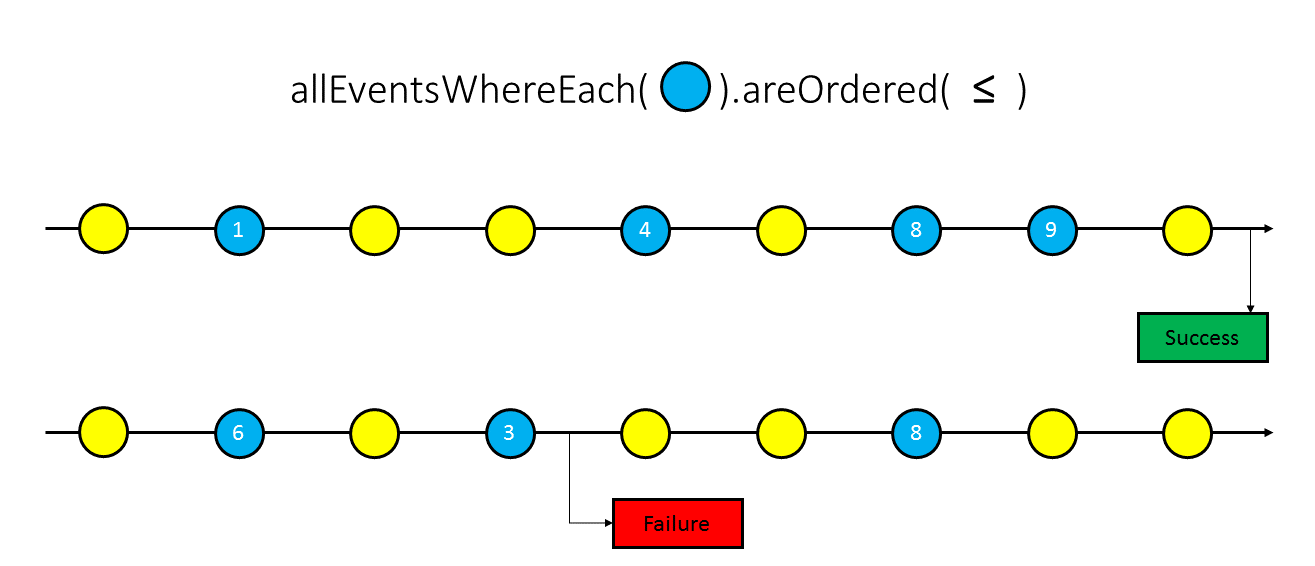 allEventsWhereEach( ).areOrdered( ≤ )
1 4 8 9
Success
6 3 8
Failure